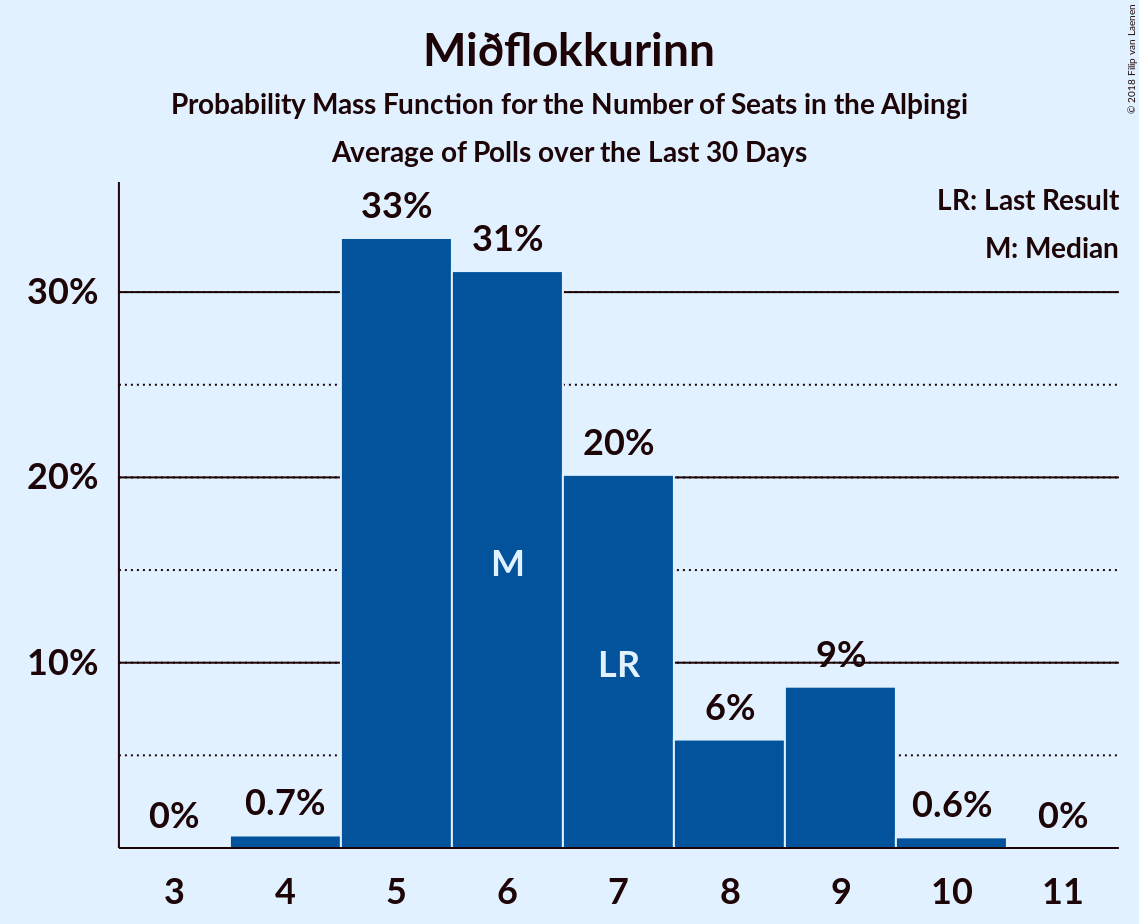 Miðflokkurinn
Probability Mass Function for the Number of Seats in the Alþingi
Average of Polls over the Last 30 Days
© 2018 Filip van Laenen
LR: Last Result
M: Median
33%
31%
30%
20%
20%
M
LR
10%
9%
6%
0%
0.7%
0.6%
0%
3 4 5 6 7 8 9 10 11